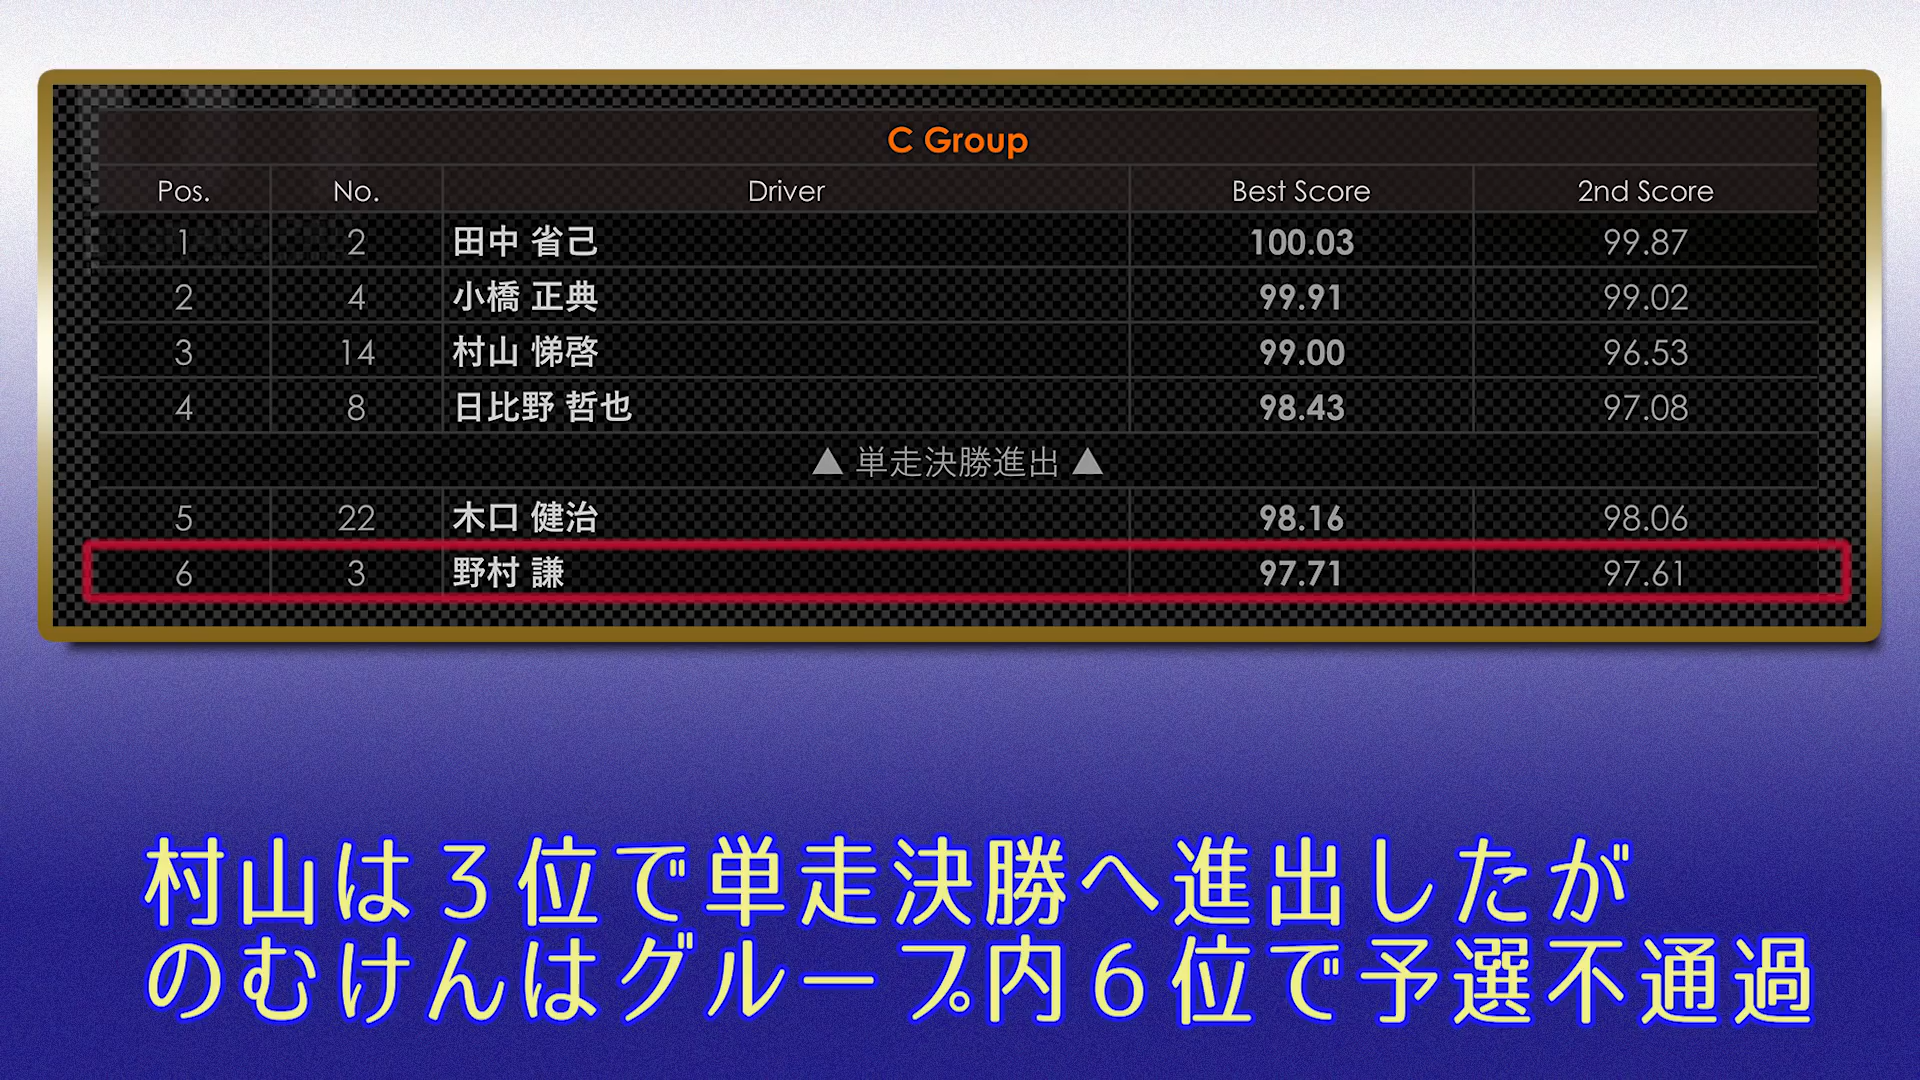 C Group
Pos. No. Driver Best Score 2nd Score
1 2 田中 省己 100.03 99.87
2 4 小橋 正典 99.91 99.02
3 14 村山 悌啓 99.00 96.53
4 8 日比野 哲也 98.43 97.08
▲ 単走決勝進出 ▲
5 22 木口 健治 98.16 98.06
6 3 野村 謙 97.71 97.61
村山は３位で単走決勝へ進出したが
のむけんはグループ内６位で予選不通過